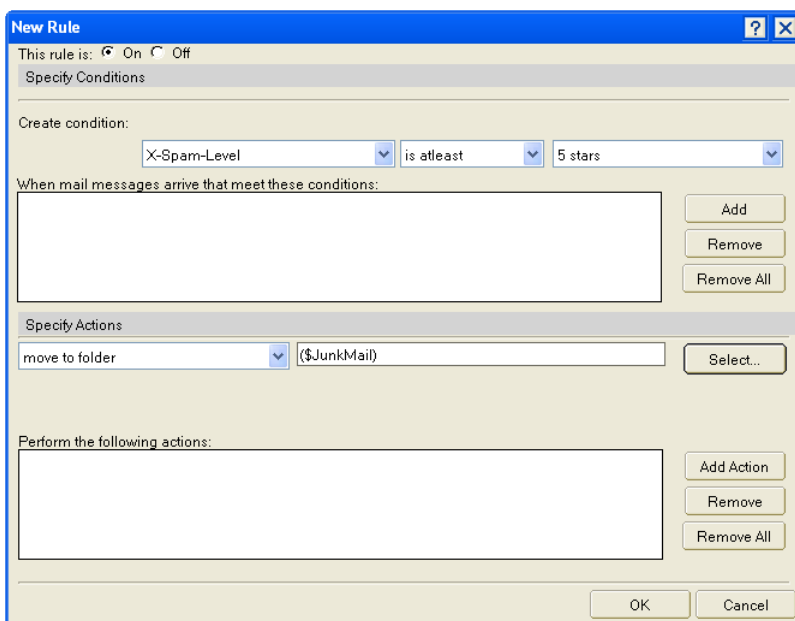 New Rule
This rule is: On Off
Specify Conditions
Create condition:
X-Spam-Level is atleast 5 stars
When mail messages arrive that meet these conditions:
Add
Remove
Remove All
Specify Actions
move to folder ($JunkMail) Select...
Perform the following actions:
Add Action
Remove
Remove All
OK Cancel